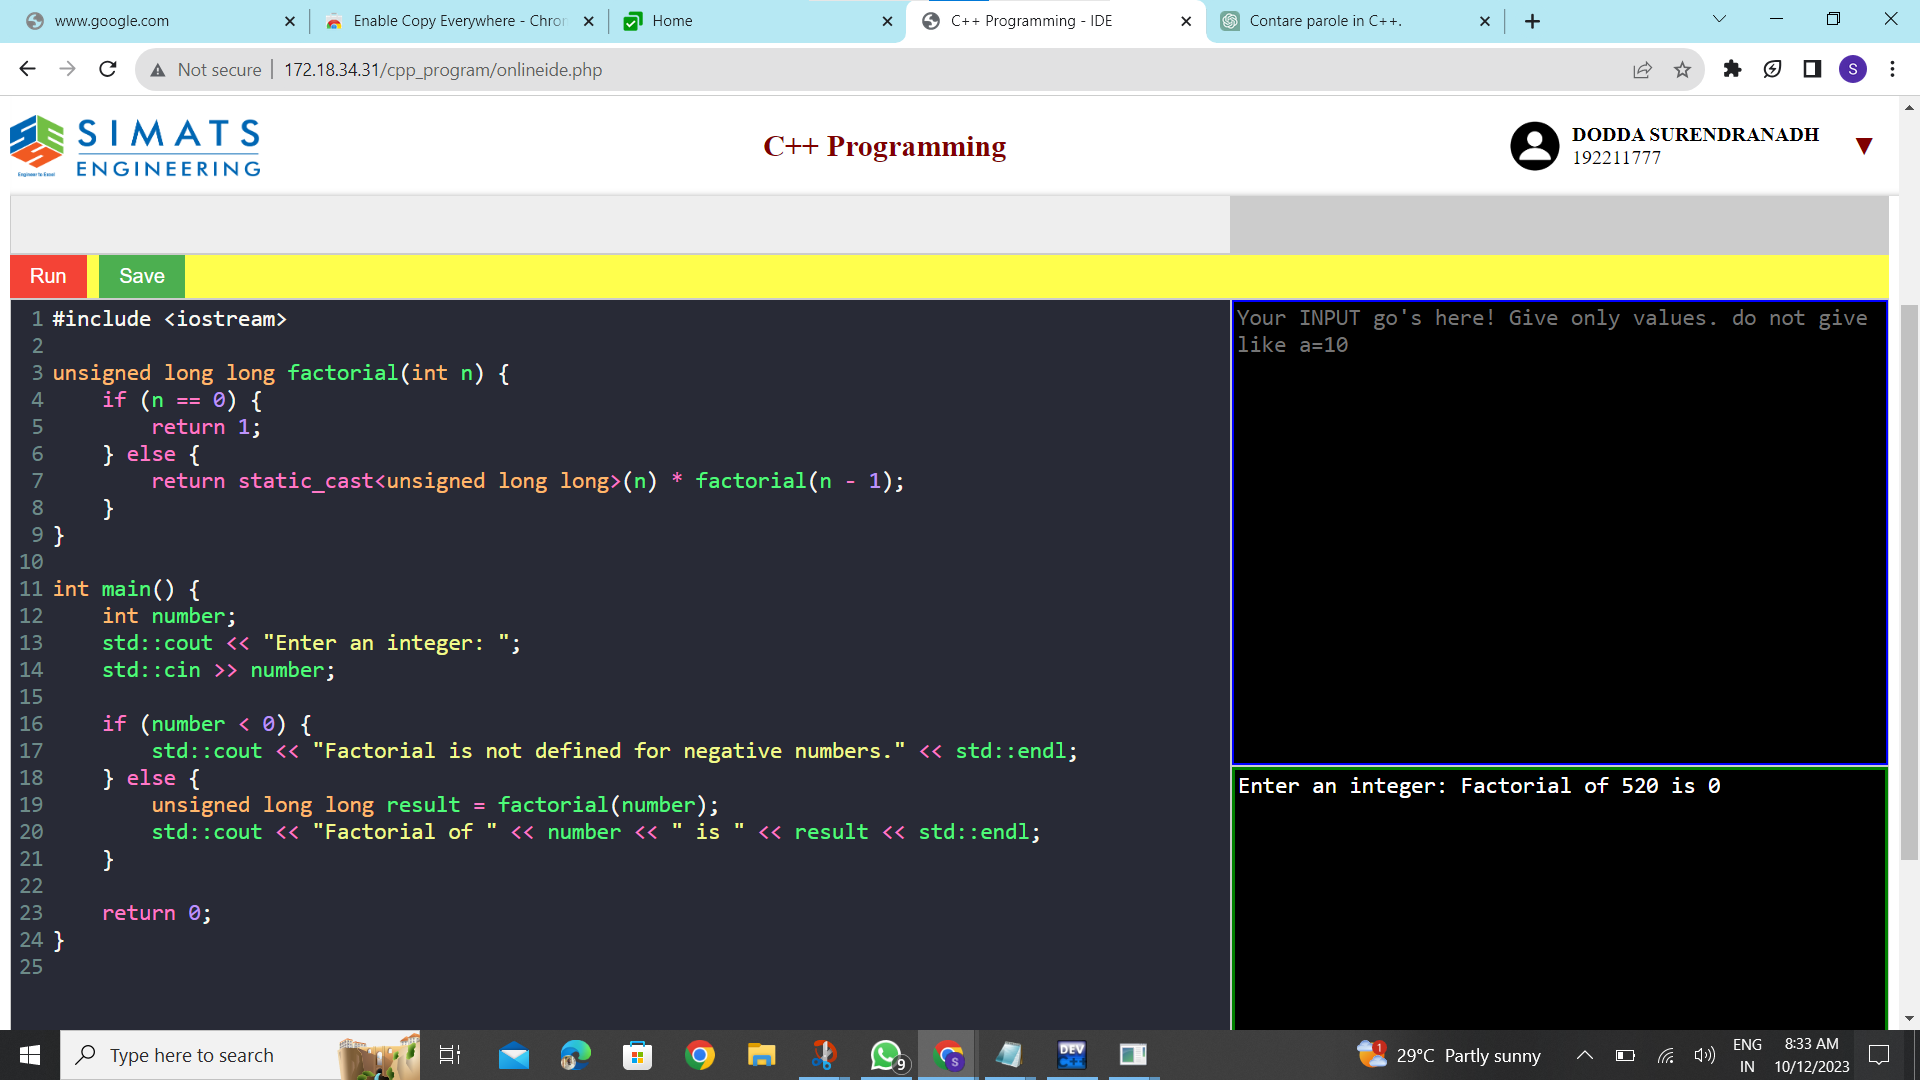 www.google.com
Enable Copy Everywhere - Chron
Home
C++ Programming - IDE
Contare parole in C++.
Not secure
172.18.34.31/cpp_program/onlineide.php
S
SIMATS
ENGINEERING
Engineer to Excel
C++ Programming
DODDA SURENDRANADH
192211777
Run
Save
1 #include <iostream>
2
3 unsigned long long factorial(int n) {
4     if (n == 0) {
5         return 1;
6     } else {
7         return static_cast<unsigned long long>(n) * factorial(n - 1);
8     }
9 }
10
11 int main() {
12     int number;
13     std::cout << "Enter an integer: ";
14     std::cin >> number;
15
16     if (number < 0) {
17         std::cout << "Factorial is not defined for negative numbers." << std::endl;
18     } else {
19         unsigned long long result = factorial(number);
20         std::cout << "Factorial of " << number << " is " << result << std::endl;
21     }
22
23     return 0;
24 }
25
Your INPUT go's here! Give only values. do not give
like a=10
Enter an integer: Factorial of 520 is 0
Type here to search
9
S
DEV
C++
1
29°C Partly sunny
ENG
IN
8:33 AM
10/12/2023